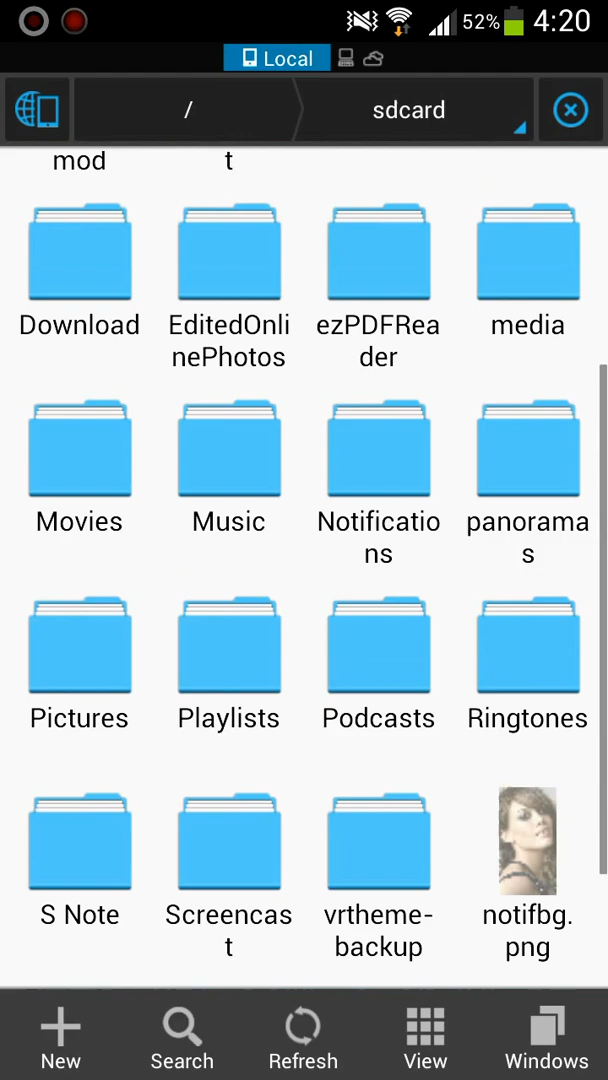 52% 4:20
Local
/ sdcard
mod t
Download EditedOnli ezPDFRea media
nePhotos der
Movies Music Notificatio panorama
ns s
Pictures Playlists Podcasts Ringtones
S Note Screencas vrtheme- notifbg.
t backup png
New Search Refresh View Windows